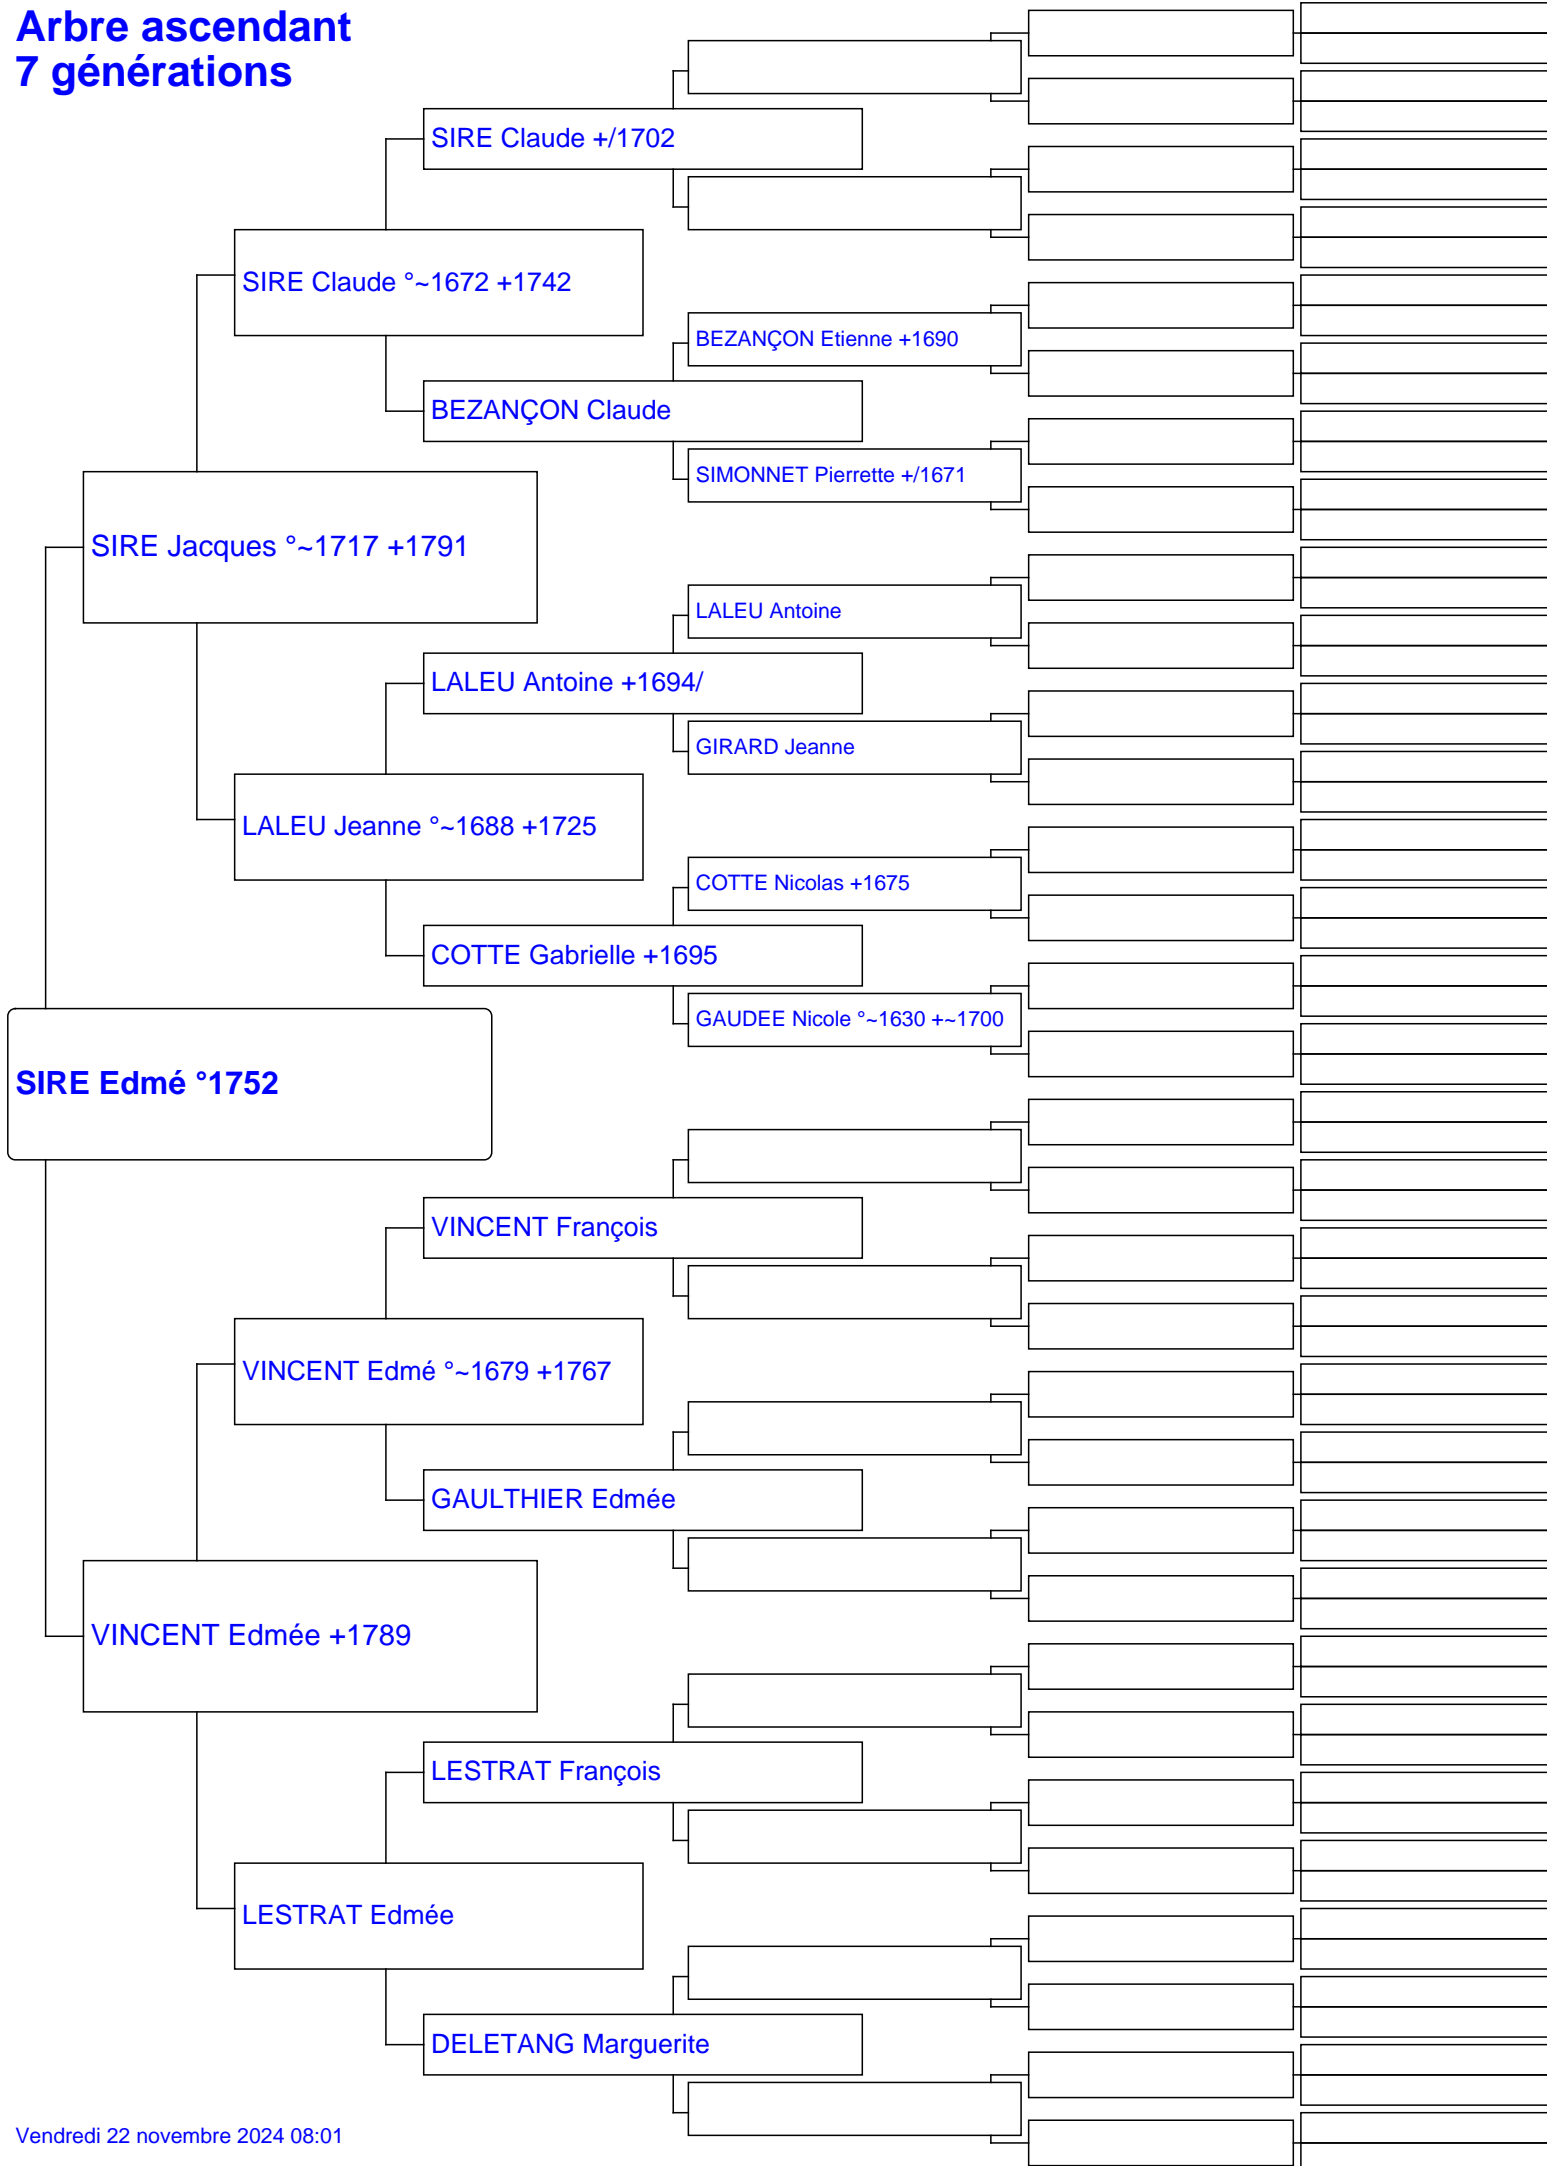 Arbre ascendant
7 générations
SIRE Claude +/1702
SIRE Claude °~1672 +1742
BEZANÇON Etienne +1690
BEZANÇON Claude
SIMONNET Pierrette +/1671
SIRE Jacques °~1717 +1791
LALEU Antoine
LALEU Antoine +1694/
GIRARD Jeanne
LALEU Jeanne °~1688 +1725
COTTE Nicolas +1675
COTTE Gabrielle +1695
GAUDEE Nicole °~1630 +~1700
SIRE Edmé °1752
VINCENT François
VINCENT Edmé °~1679 +1767
GAULTHIER Edmée
VINCENT Edmée +1789
LESTRAT François
LESTRAT Edmée
DELETANG Marguerite
Vendredi 22 novembre 2024 08:01